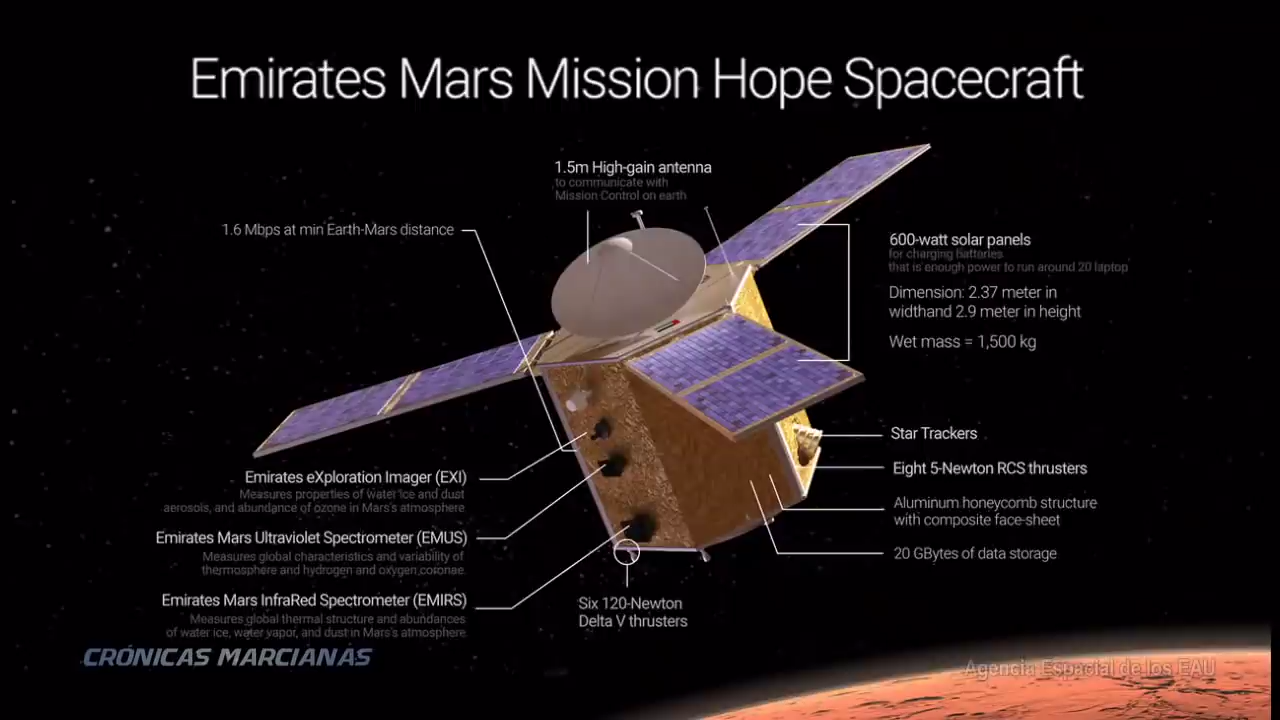 Emirates Mars Mission Hope Spacecraft
1.5m High-gain antenna
to communicate with
Mission Control on earth
1.6 Mbps at min Earth-Mars distance
600-watt solar panels
for charging batteries
that is enough power to run around 20 laptop
Dimension: 2.37 meter in
widthand 2.9 meter in height
Wet mass = 1,500 kg
Star Trackers
Eight 5-Newton RCS thrusters
Aluminum honeycomb structure
with composite face-sheet
20 GBytes of data storage
Emirates eXploration Imager (EXI)
Measures properties of water ice and dust
aerosols, and abundance of ozone in Mars's atmosphere
Emirates Mars Ultraviolet Spectrometer (EMUS)
Measures global characteristics and variability of
thermosphere and hydrogen and oxygen coronae.
Emirates Mars InfraRed Spectrometer (EMIRS)
Measures global thermal structure and abundances
of water ice, water vapor, and dust in Mars's atmosphere
Six 120-Newton
Delta V thrusters
CRÓNICAS MARCIANAS
Agencia Espacial de los EAU